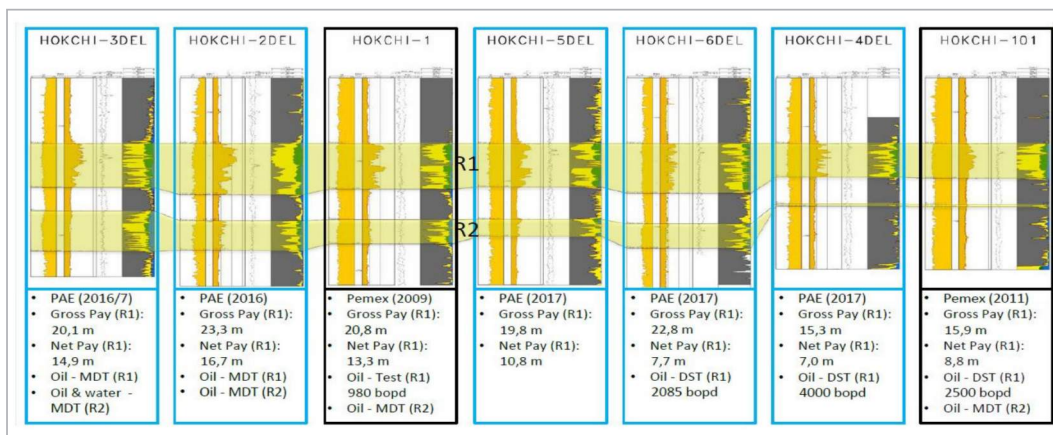 HOKCHI-3DEL
HOKCHI-2DEL
HOKCHI-1
HOKCHI-5DEL
HOKCHI-6DEL
HOKCHI-4DEL
HOKCHI-101
R1
R2
• PAE (2016/7)
• Gross Pay (R1):
20,1 m
• Net Pay (R1):
14,9 m
• Oil - MDT (R1)
• Oil & water -
MDT (R2)
• PAE (2016)
• Gross Pay (R1):
23,3 m
• Net Pay (R1):
16,7 m
• Oil - MDT (R1)
• Oil - MDT (R2)
• Pemex (2009)
• Gross Pay (R1):
20,8 m
• Net Pay (R1):
13,3 m
• Oil - Test (R1)
980 bopd
• Oil - MDT (R2)
• PAE (2017)
• Gross Pay (R1):
19,8 m
• Net Pay (R1):
10,8 m
• PAE (2017)
• Gross Pay (R1):
22,8 m
• Net Pay (R1):
7,7 m
• Oil - DST (R1)
2085 bopd
• PAE (2017)
• Gross Pay (R1):
15,3 m
• Net Pay (R1):
7,0 m
• Oil - DST (R1)
4000 bopd
• Pemex (2011)
• Gross Pay (R1):
15,9 m
• Net Pay (R1):
8,8 m
• Oil - DST (R1)
2500 bopd
• Oil - MDT (R2)